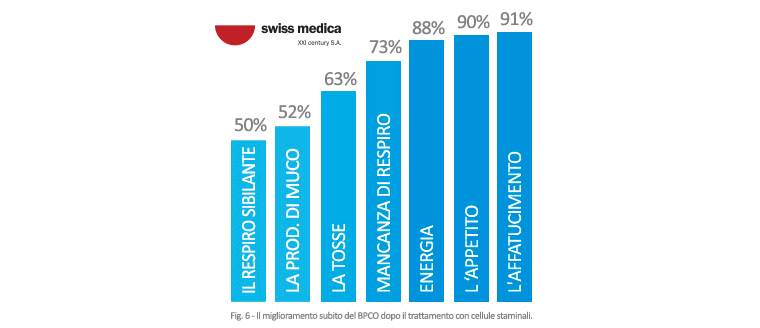 swiss medica
XXI century S.A.
50%
52%
63%
73%
88%
90%
91%
IL RESPIRO SIBILANTE
LA PROD. DI MUCO
LA TOSSE
MANCANZA DI RESPIRO
ENERGIA
L 'APPETITO
L'AFFATUCIMENTO
Fig. 6 - Il miglioramento subito del BPCO dopo il trattamento con cellule staminali.